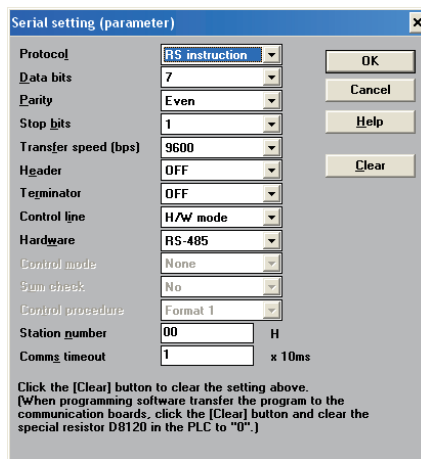 Serial setting (parameter)
Protocol RS instruction OK
Data bits 7
Cancel
Parity Even
Stop bits 1 Help
Transfer speed (bps) 9600
Header OFF Clear
Terminator OFF
Control line H/W mode
Hardware RS-485
Control mode None
Sum check No
Control procedure Format 1
Station number 00 H
Comms timeout 1 x 10ms
Click the [Clear] button to clear the setting above.
(When programming software transfer the program to the
communication boards, click the [Clear] button and clear the
special resistor D8120 in the PLC to "0".)